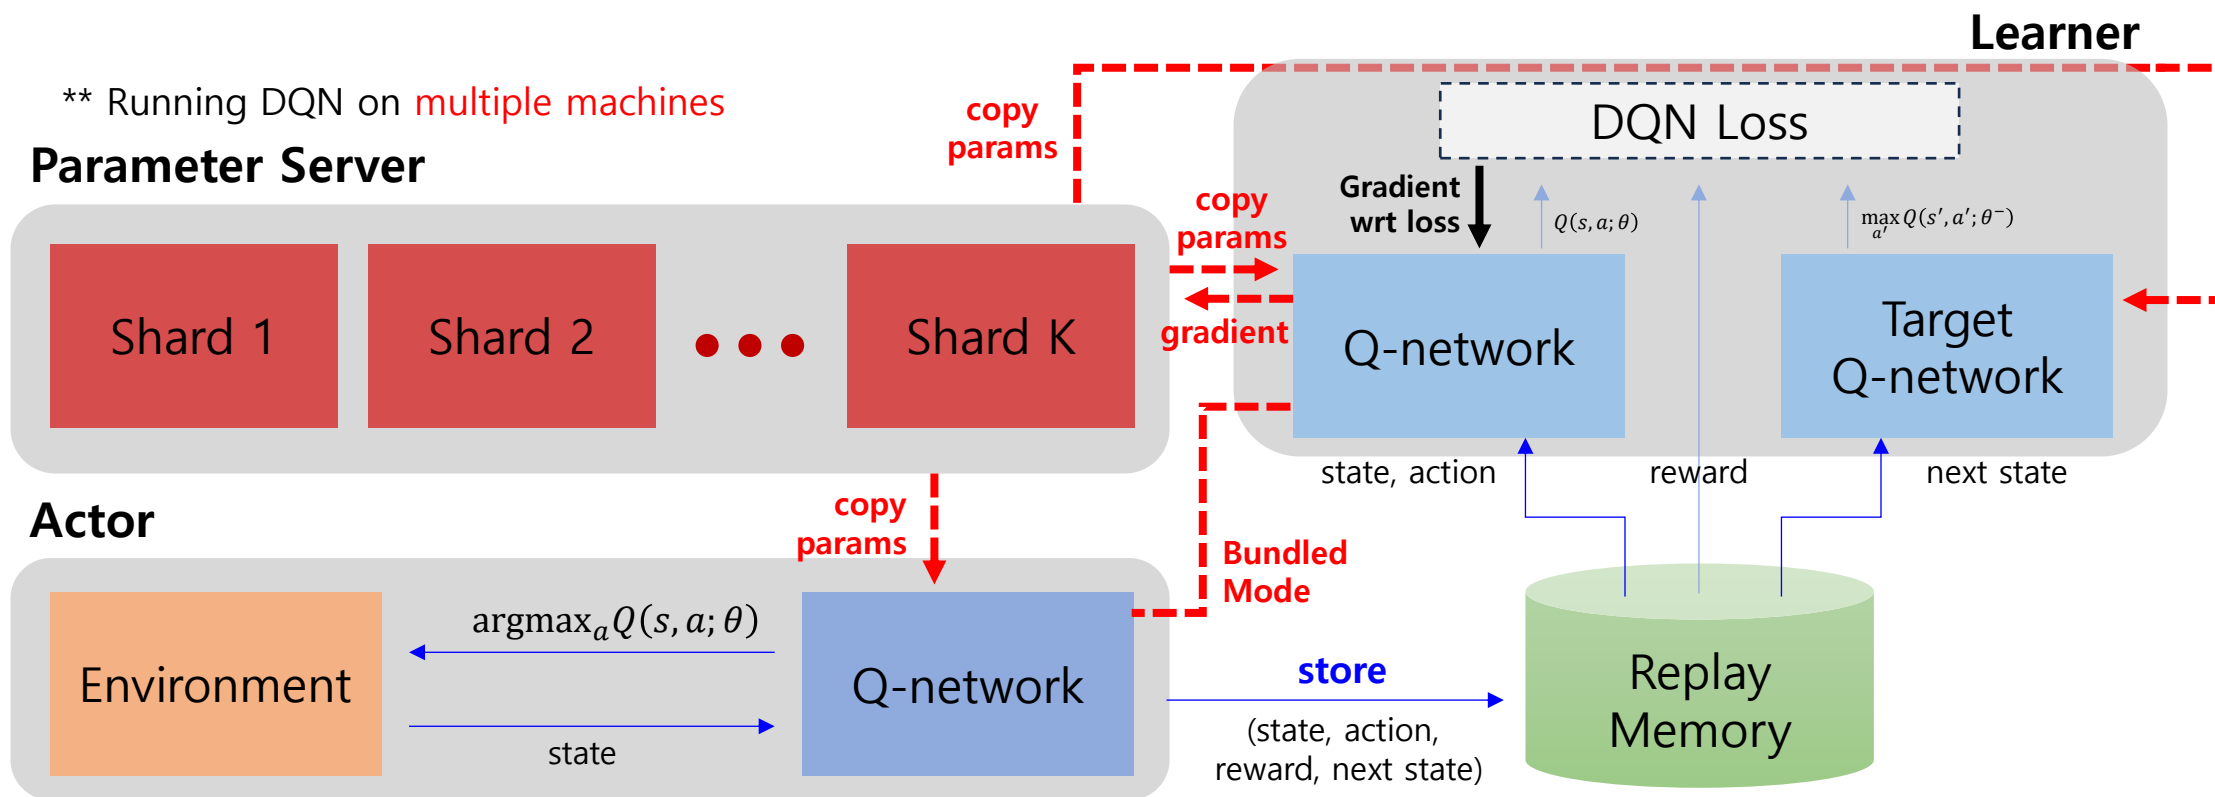 Learner
** Running DQN on multiple machines
copy
params
DQN Loss
Parameter Server
Gradient
wrt loss
Q(s, a; θ)
max Q(s′, a′; θ⁻)
a′
copy
params
Shard 1
Shard 2
Shard K
gradient
Q-network
Target
Q-network
state, action
reward
next state
Actor
copy
params
Bundled
Mode
Environment
argmaxₐQ(s, a; θ)
state
Q-network
store
(state, action,
reward, next state)
Replay
Memory